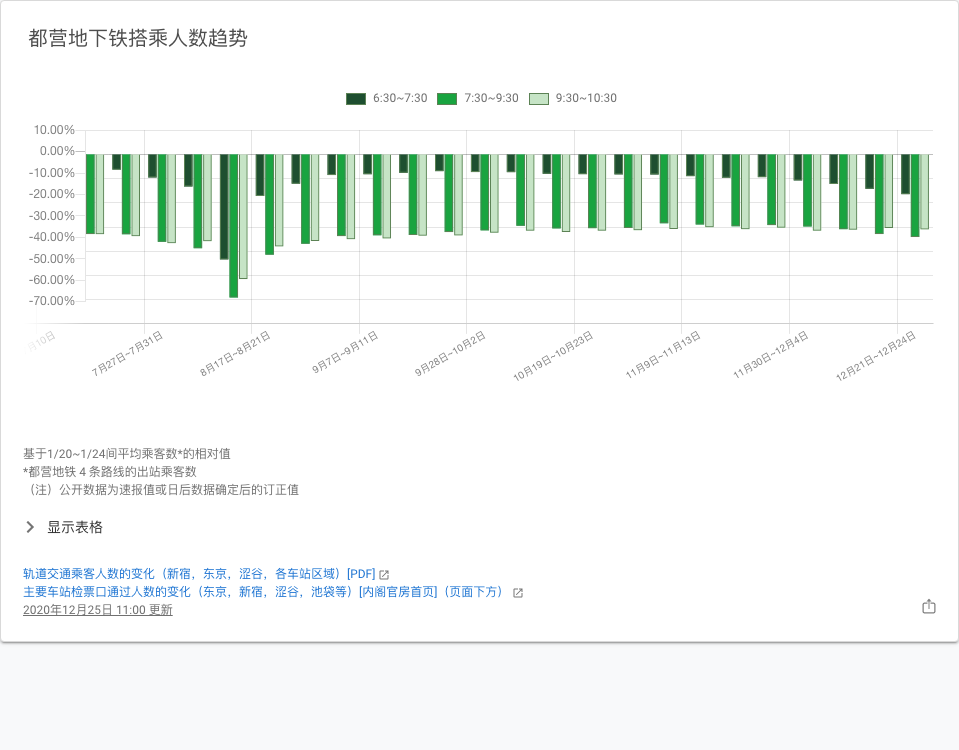 都营地下铁搭乘人数趋势
6:30~7:30 7:30~9:30 9:30~10:30
10.00%
0.00%
-10.00%
-20.00%
-30.00%
-40.00%
-50.00%
-60.00%
-70.00%
月10日 7月27日~7月31日 8月17日~8月21日 9月7日~9月11日 9月28日~10月2日 10月19日~10月23日 11月9日~11月13日 11月30日~12月4日 12月21日~12月24日
基于1/20~1/24间平均乘客数*的相对值
*都营地铁 4 条路线的出站乘客数
（注）公开数据为速报值或日后数据确定后的订正值
显示表格
轨道交通乘客人数的变化（新宿，东京，涩谷，各车站区域）[PDF]
主要车站检票口通过人数的变化（东京，新宿，涩谷，池袋等）[内阁官房首页]（页面下方）
2020年12月25日 11:00 更新